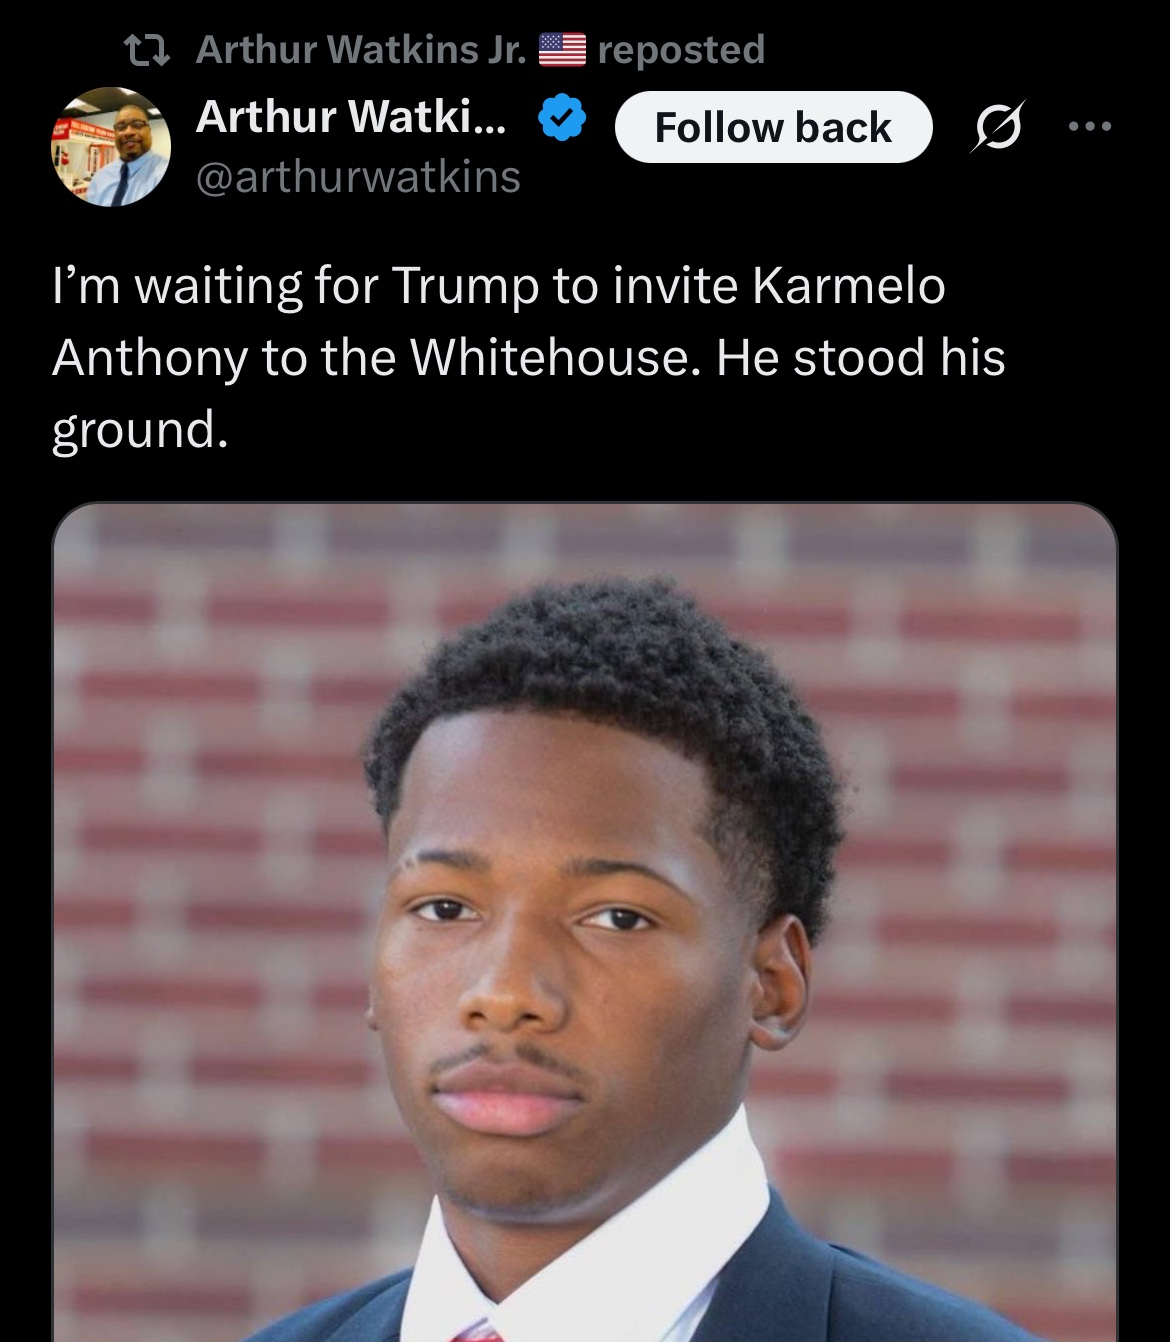 Arthur Watkins Jr. 🇺🇸 reposted
Arthur Watki...
Follow back
@arthurwatkins
I’m waiting for Trump to invite Karmelo
Anthony to the Whitehouse. He stood his
ground.